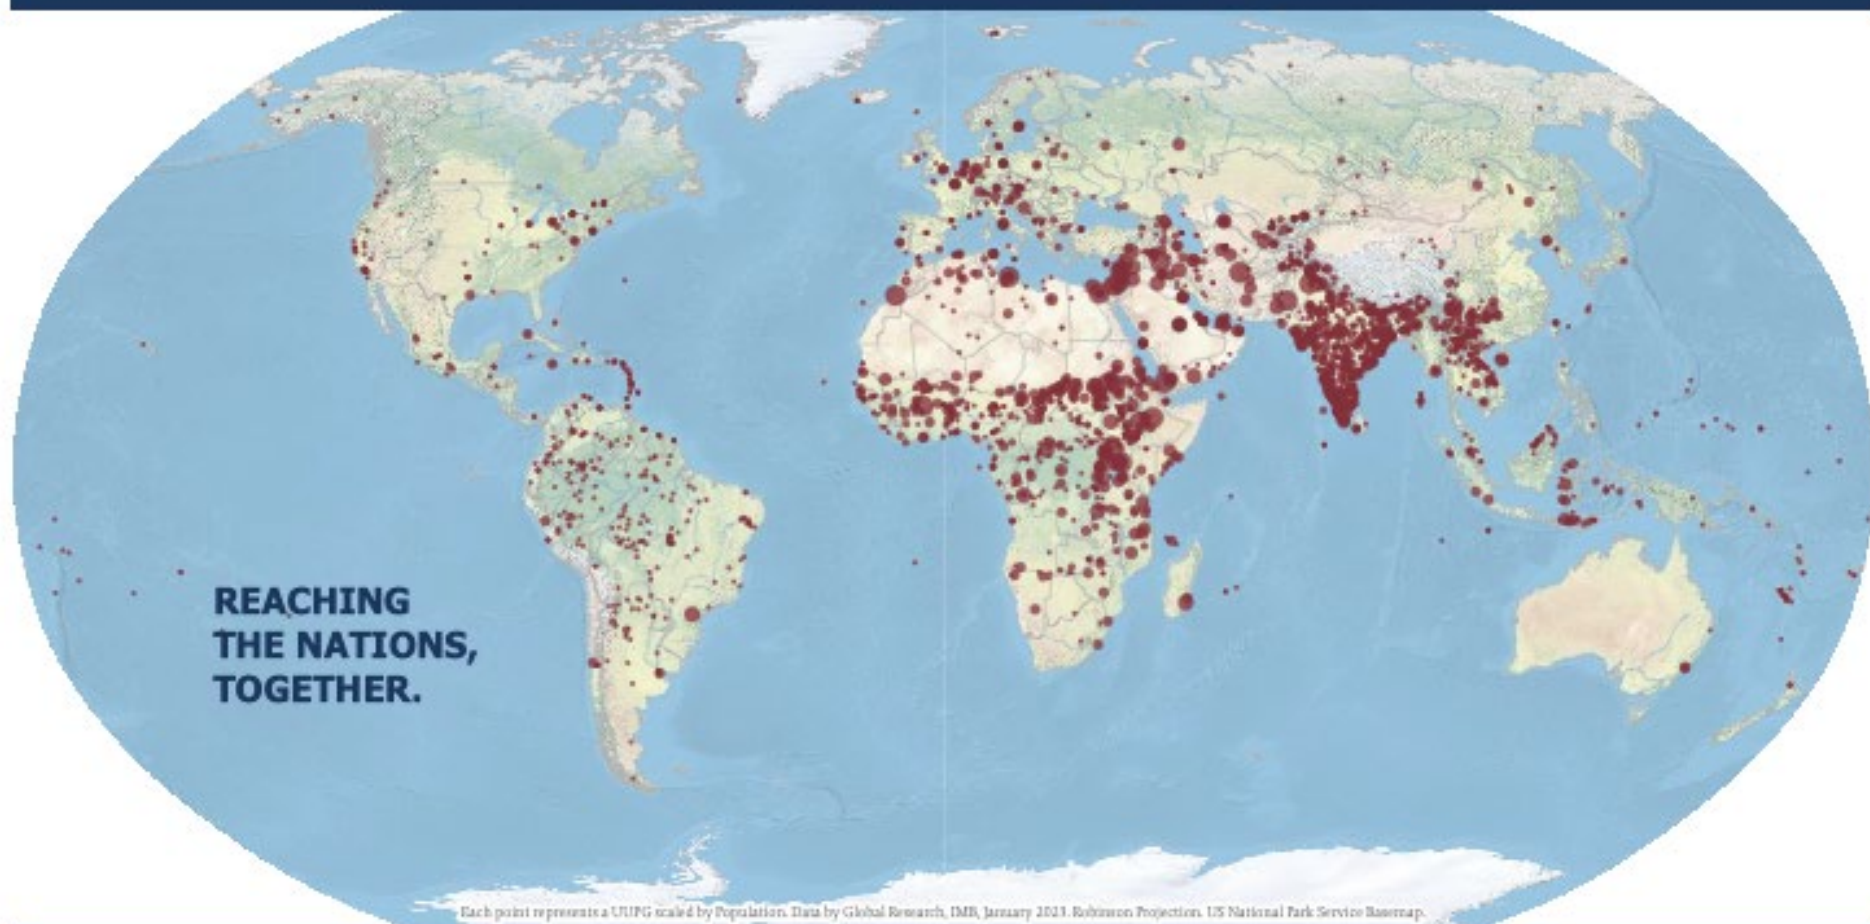 REACHING
THE NATIONS,
TOGETHER.
Each point represents a UUPG scaled by Population. Data by Global Research, IMB, January 2023. Robinson Projection. US National Park Service Basemap.